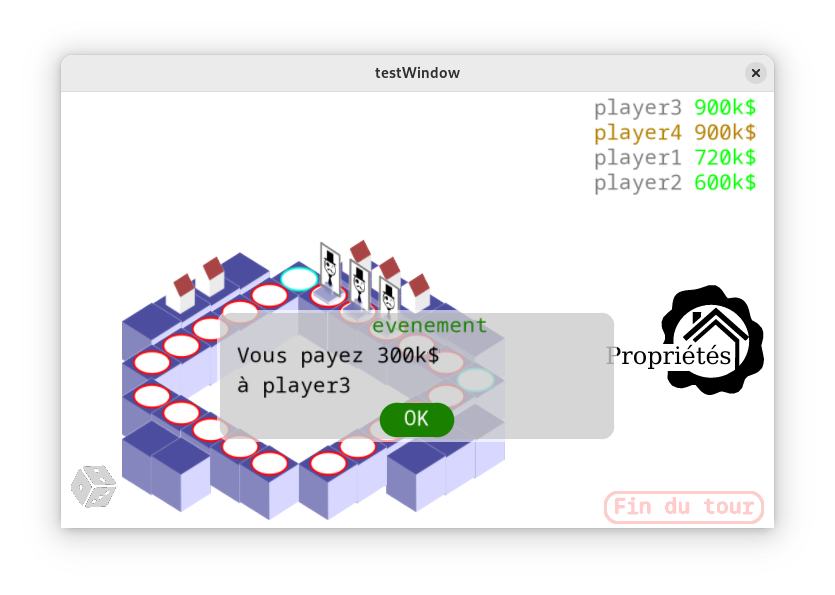 testWindow
player3 900k$
player4 900k$
player1 720k$
player2 600k$
evenement
Vous payez 300k$
à player3
OK
Propriétés
Fin du tour